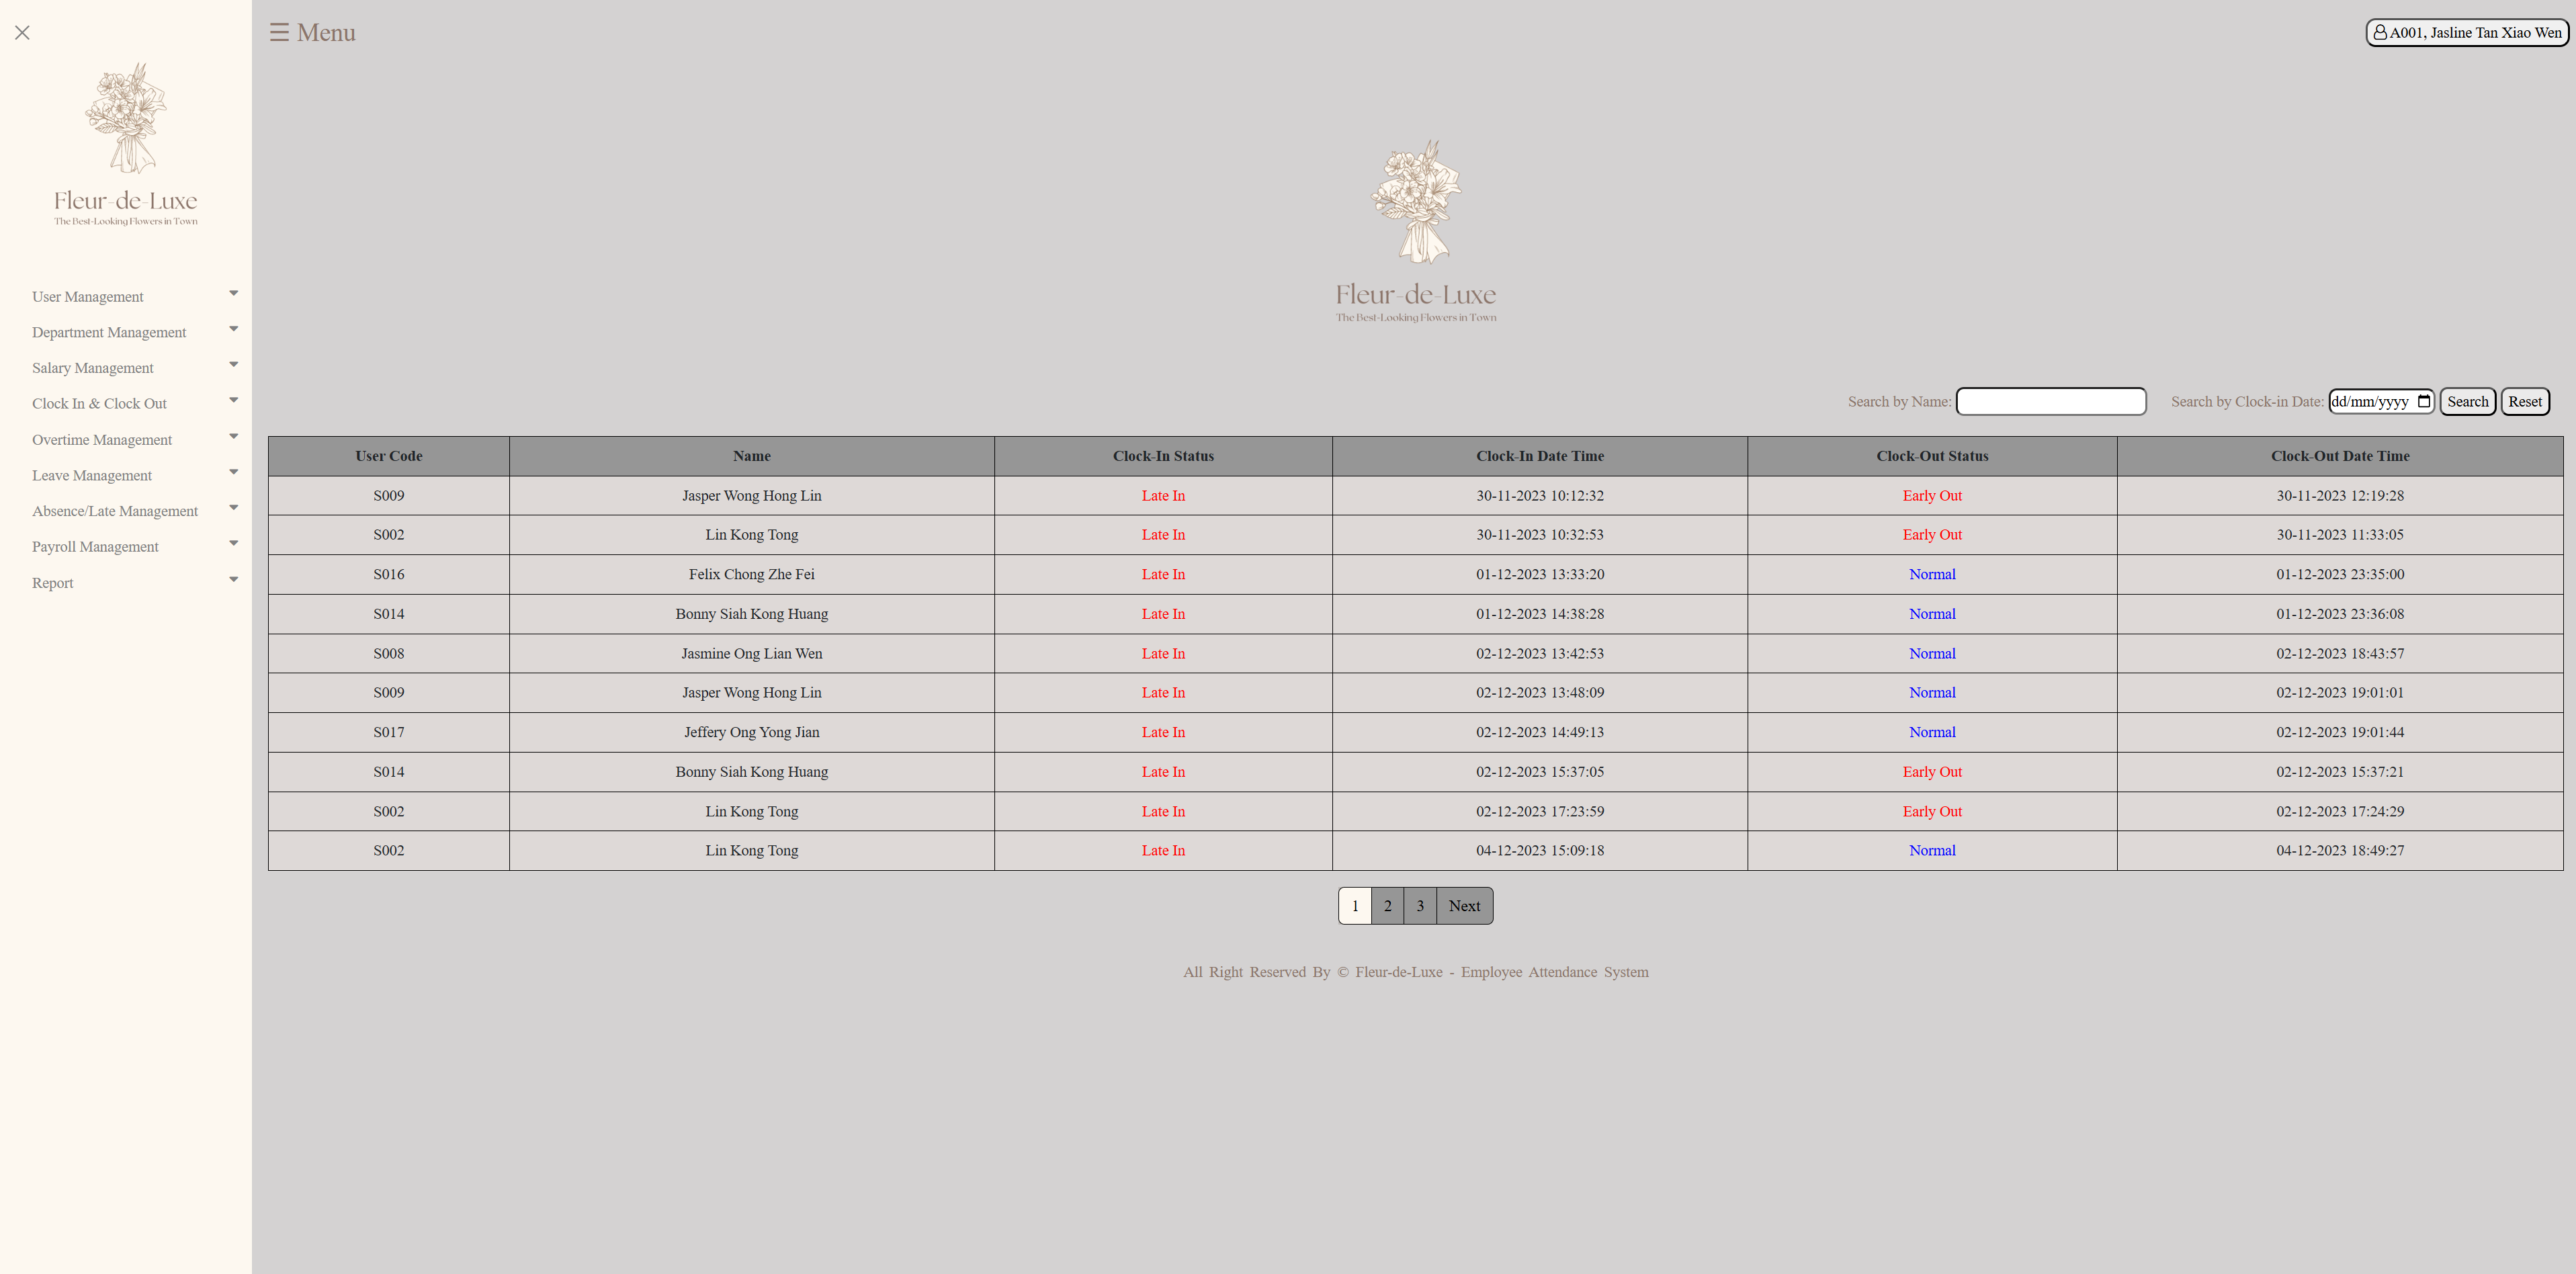 ☰ Menu
A001, Jasline Tan Xiao Wen
Fleur-de-Luxe
The Best-Looking Flowers in Town
User Management
Department Management
Salary Management
Clock In & Clock Out
Overtime Management
Leave Management
Absence/Late Management
Payroll Management
Report
Fleur-de-Luxe
The Best-Looking Flowers in Town
Search by Name: Search by Clock-in Date: dd/mm/yyyy Search Reset
User Code Name Clock-In Status Clock-In Date Time Clock-Out Status Clock-Out Date Time
S009 Jasper Wong Hong Lin Late In 30-11-2023 10:12:32 Early Out 30-11-2023 12:19:28
S002 Lin Kong Tong Late In 30-11-2023 10:32:53 Early Out 30-11-2023 11:33:05
S016 Felix Chong Zhe Fei Late In 01-12-2023 13:33:20 Normal 01-12-2023 23:35:00
S014 Bonny Siah Kong Huang Late In 01-12-2023 14:38:28 Normal 01-12-2023 23:36:08
S008 Jasmine Ong Lian Wen Late In 02-12-2023 13:42:53 Normal 02-12-2023 18:43:57
S009 Jasper Wong Hong Lin Late In 02-12-2023 13:48:09 Normal 02-12-2023 19:01:01
S017 Jeffery Ong Yong Jian Late In 02-12-2023 14:49:13 Normal 02-12-2023 19:01:44
S014 Bonny Siah Kong Huang Late In 02-12-2023 15:37:05 Early Out 02-12-2023 15:37:21
S002 Lin Kong Tong Late In 02-12-2023 17:23:59 Early Out 02-12-2023 17:24:29
S002 Lin Kong Tong Late In 04-12-2023 15:09:18 Normal 04-12-2023 18:49:27
1 2 3 Next
All Right Reserved By © Fleur-de-Luxe - Employee Attendance System